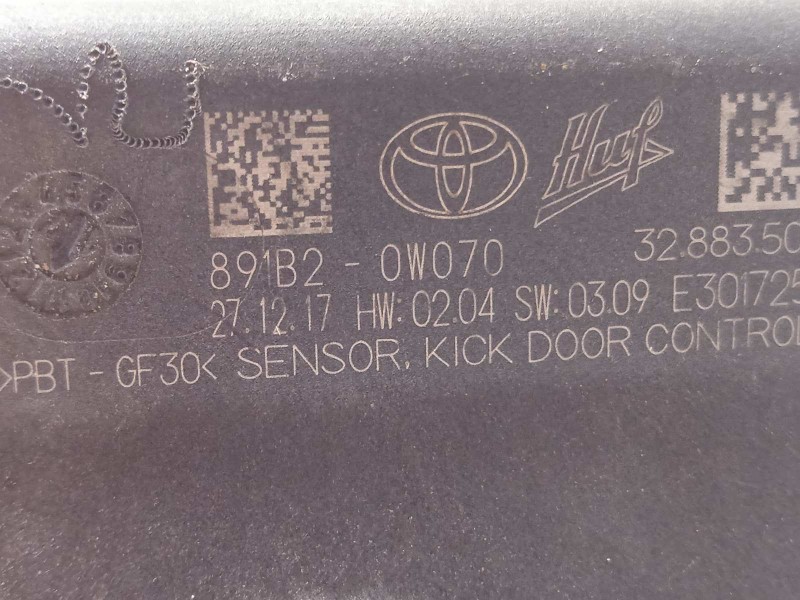 Huf
891B2 - 0W070
32.883.50
27.12.17 HW: 02.04 SW: 03.09 E301725
>PBT - GF30< SENSOR, KICK DOOR CONTROL